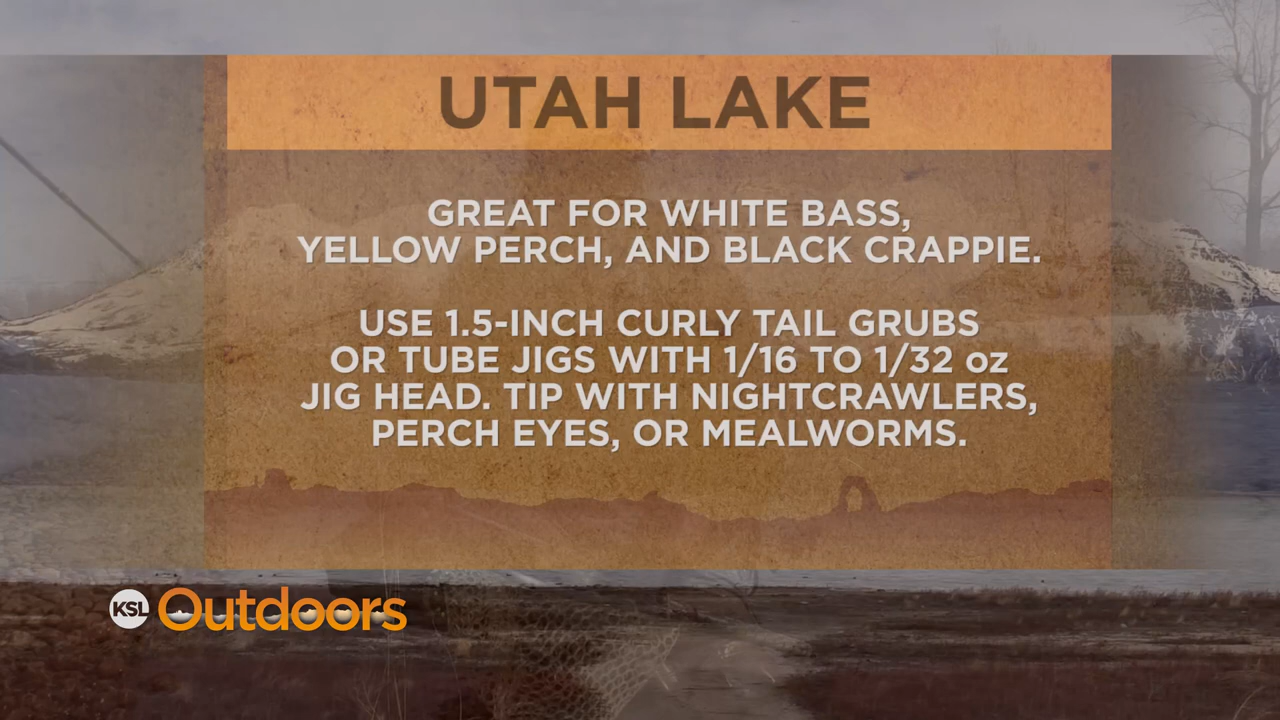 UTAH LAKE
GREAT FOR WHITE BASS,
YELLOW PERCH, AND BLACK CRAPPIE.
USE 1.5-INCH CURLY TAIL GRUBS
OR TUBE JIGS WITH 1/16 TO 1/32 oz
JIG HEAD. TIP WITH NIGHTCRAWLERS,
PERCH EYES, OR MEALWORMS.
KSL Outdoors